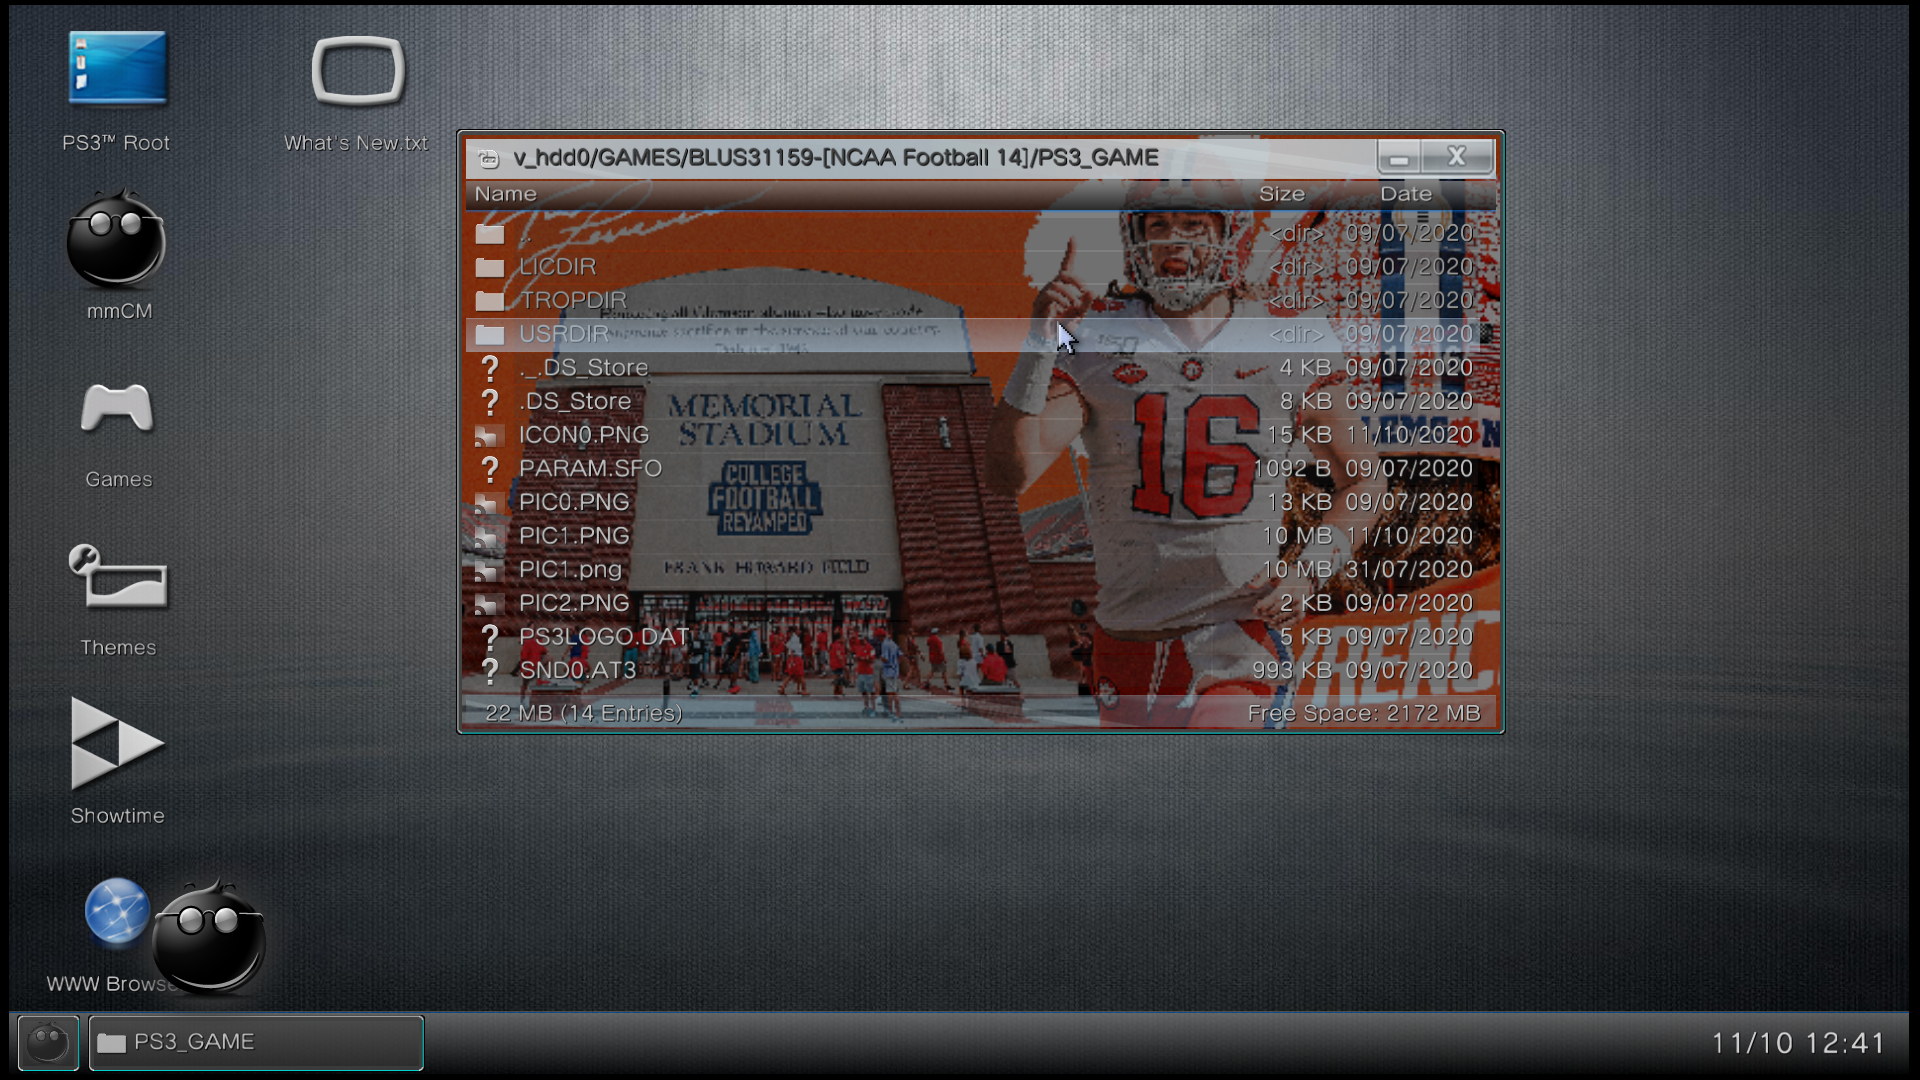 PS3™ Root
What's New.txt
mmCM
Games
Themes
Showtime
WWW Browse
v_hdd0/GAMES/BLUS31159-[NCAA Football 14]/PS3_GAME
X
Name Size Date
.. <dir> 09/07/2020
LICDIR <dir> 09/07/2020
TROPDIR <dir> 09/07/2020
USRDIR <dir> 09/07/2020
? ._.DS_Store 4 KB 09/07/2020
? .DS_Store 8 KB 09/07/2020
ICON0.PNG 15 KB 11/10/2020
? PARAM.SFO 1092 B 09/07/2020
PIC0.PNG 13 KB 09/07/2020
PIC1.PNG 10 MB 11/10/2020
PIC1.png 10 MB 31/07/2020
PIC2.PNG 2 KB 09/07/2020
? PS3LOGO.DAT 5 KB 09/07/2020
? SND0.AT3 993 KB 09/07/2020
22 MB (14 Entries) Free Space: 2172 MB
MEMORIAL
STADIUM
COLLEGE
FOOTBALL
REVAMPED
FRANK HOWARD FIELD
16
PS3_GAME
11/10 12:41